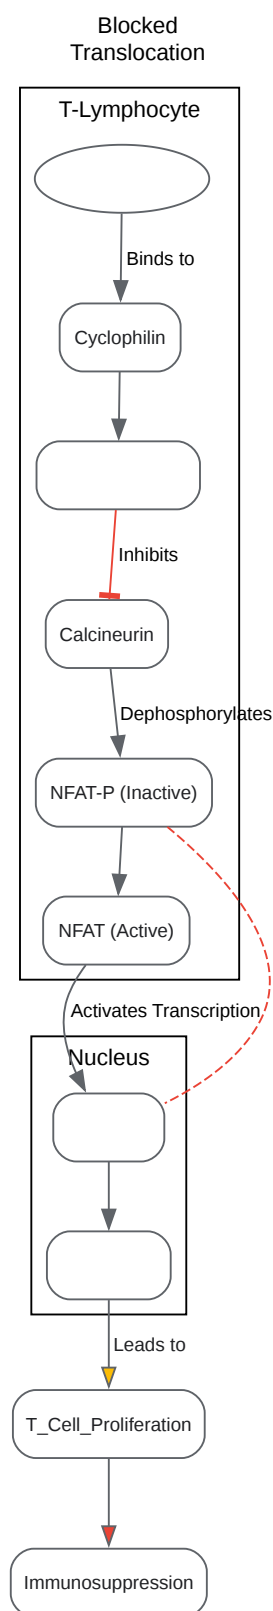 Blocked
Translocation
T-Lymphocyte
Binds to
Cyclophilin
Inhibits
Calcineurin
Dephosphorylates
NFAT-P (Inactive)
NFAT (Active)
Activates Transcription
Nucleus
Leads to
T_Cell_Proliferation
Immunosuppression